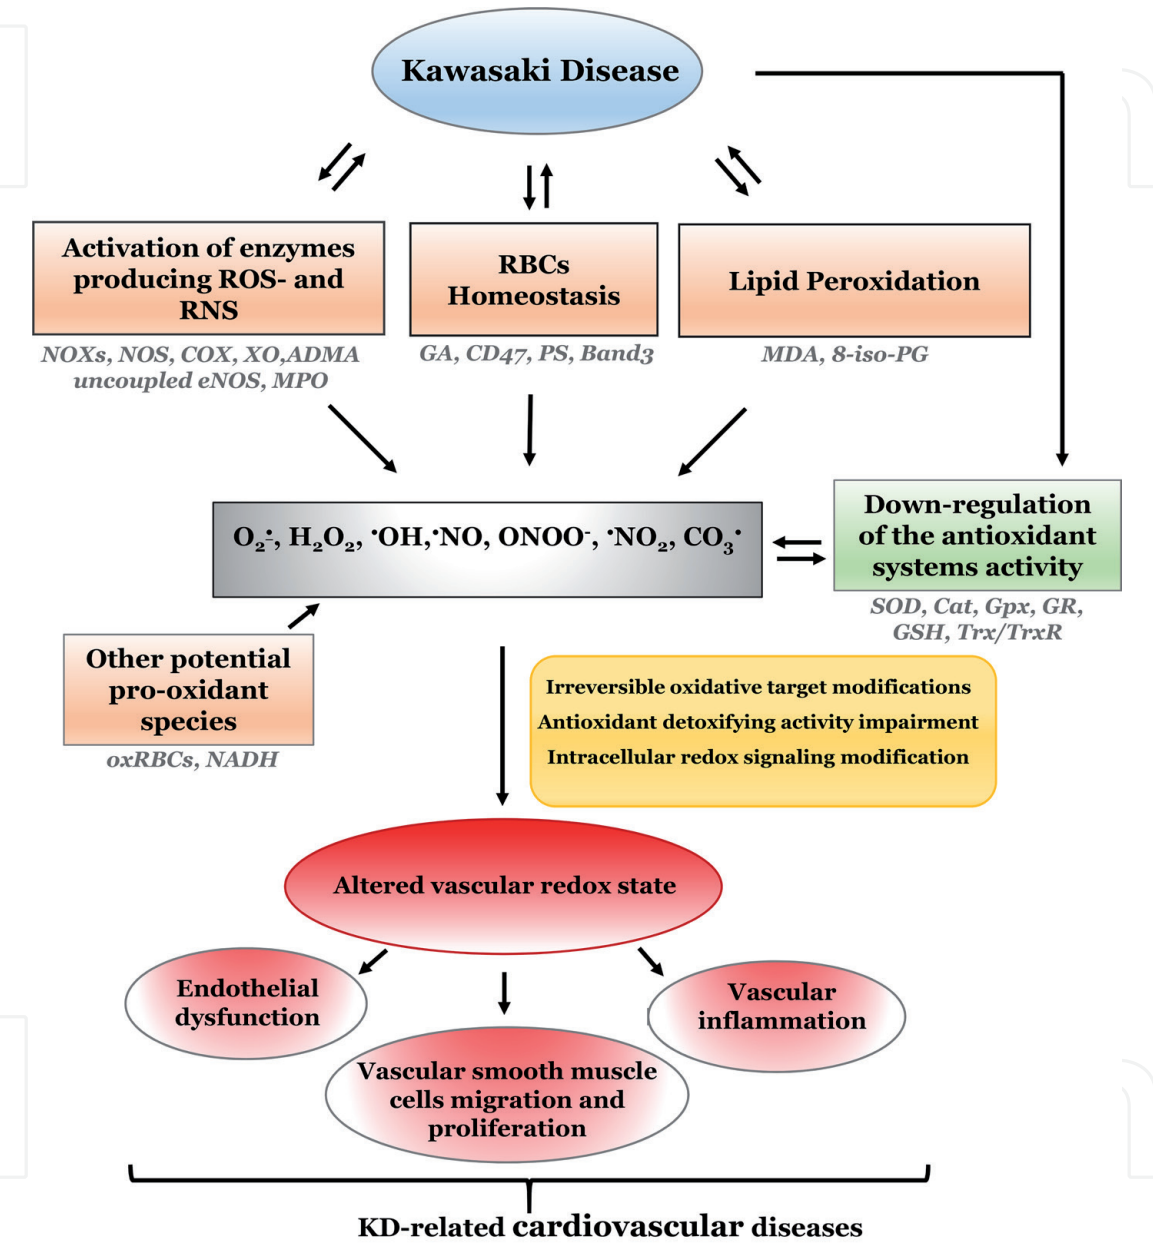 Kawasaki Disease
Activation of enzymes
producing ROS- and
RNS
NOXs, NOS, COX, XO,ADMA
uncoupled eNOS, MPO
RBCs
Homeostasis
GA, CD47, PS, Band3
Lipid Peroxidation
MDA, 8-iso-PG
O₂•̲, H₂O₂, •OH,•NO, ONOO⁻, •NO₂, CO₃•
Down-regulation
of the antioxidant
systems activity
SOD, Cat, Gpx, GR,
GSH, Trx/TrxR
Other potential
pro-oxidant
species
oxRBCs, NADH
Irreversible oxidative target modifications
Antioxidant detoxifying activity impairment
Intracellular redox signaling modification
Altered vascular redox state
Endothelial
dysfunction
Vascular smooth muscle
cells migration and
proliferation
Vascular
inflammation
KD-related cardiovascular diseases